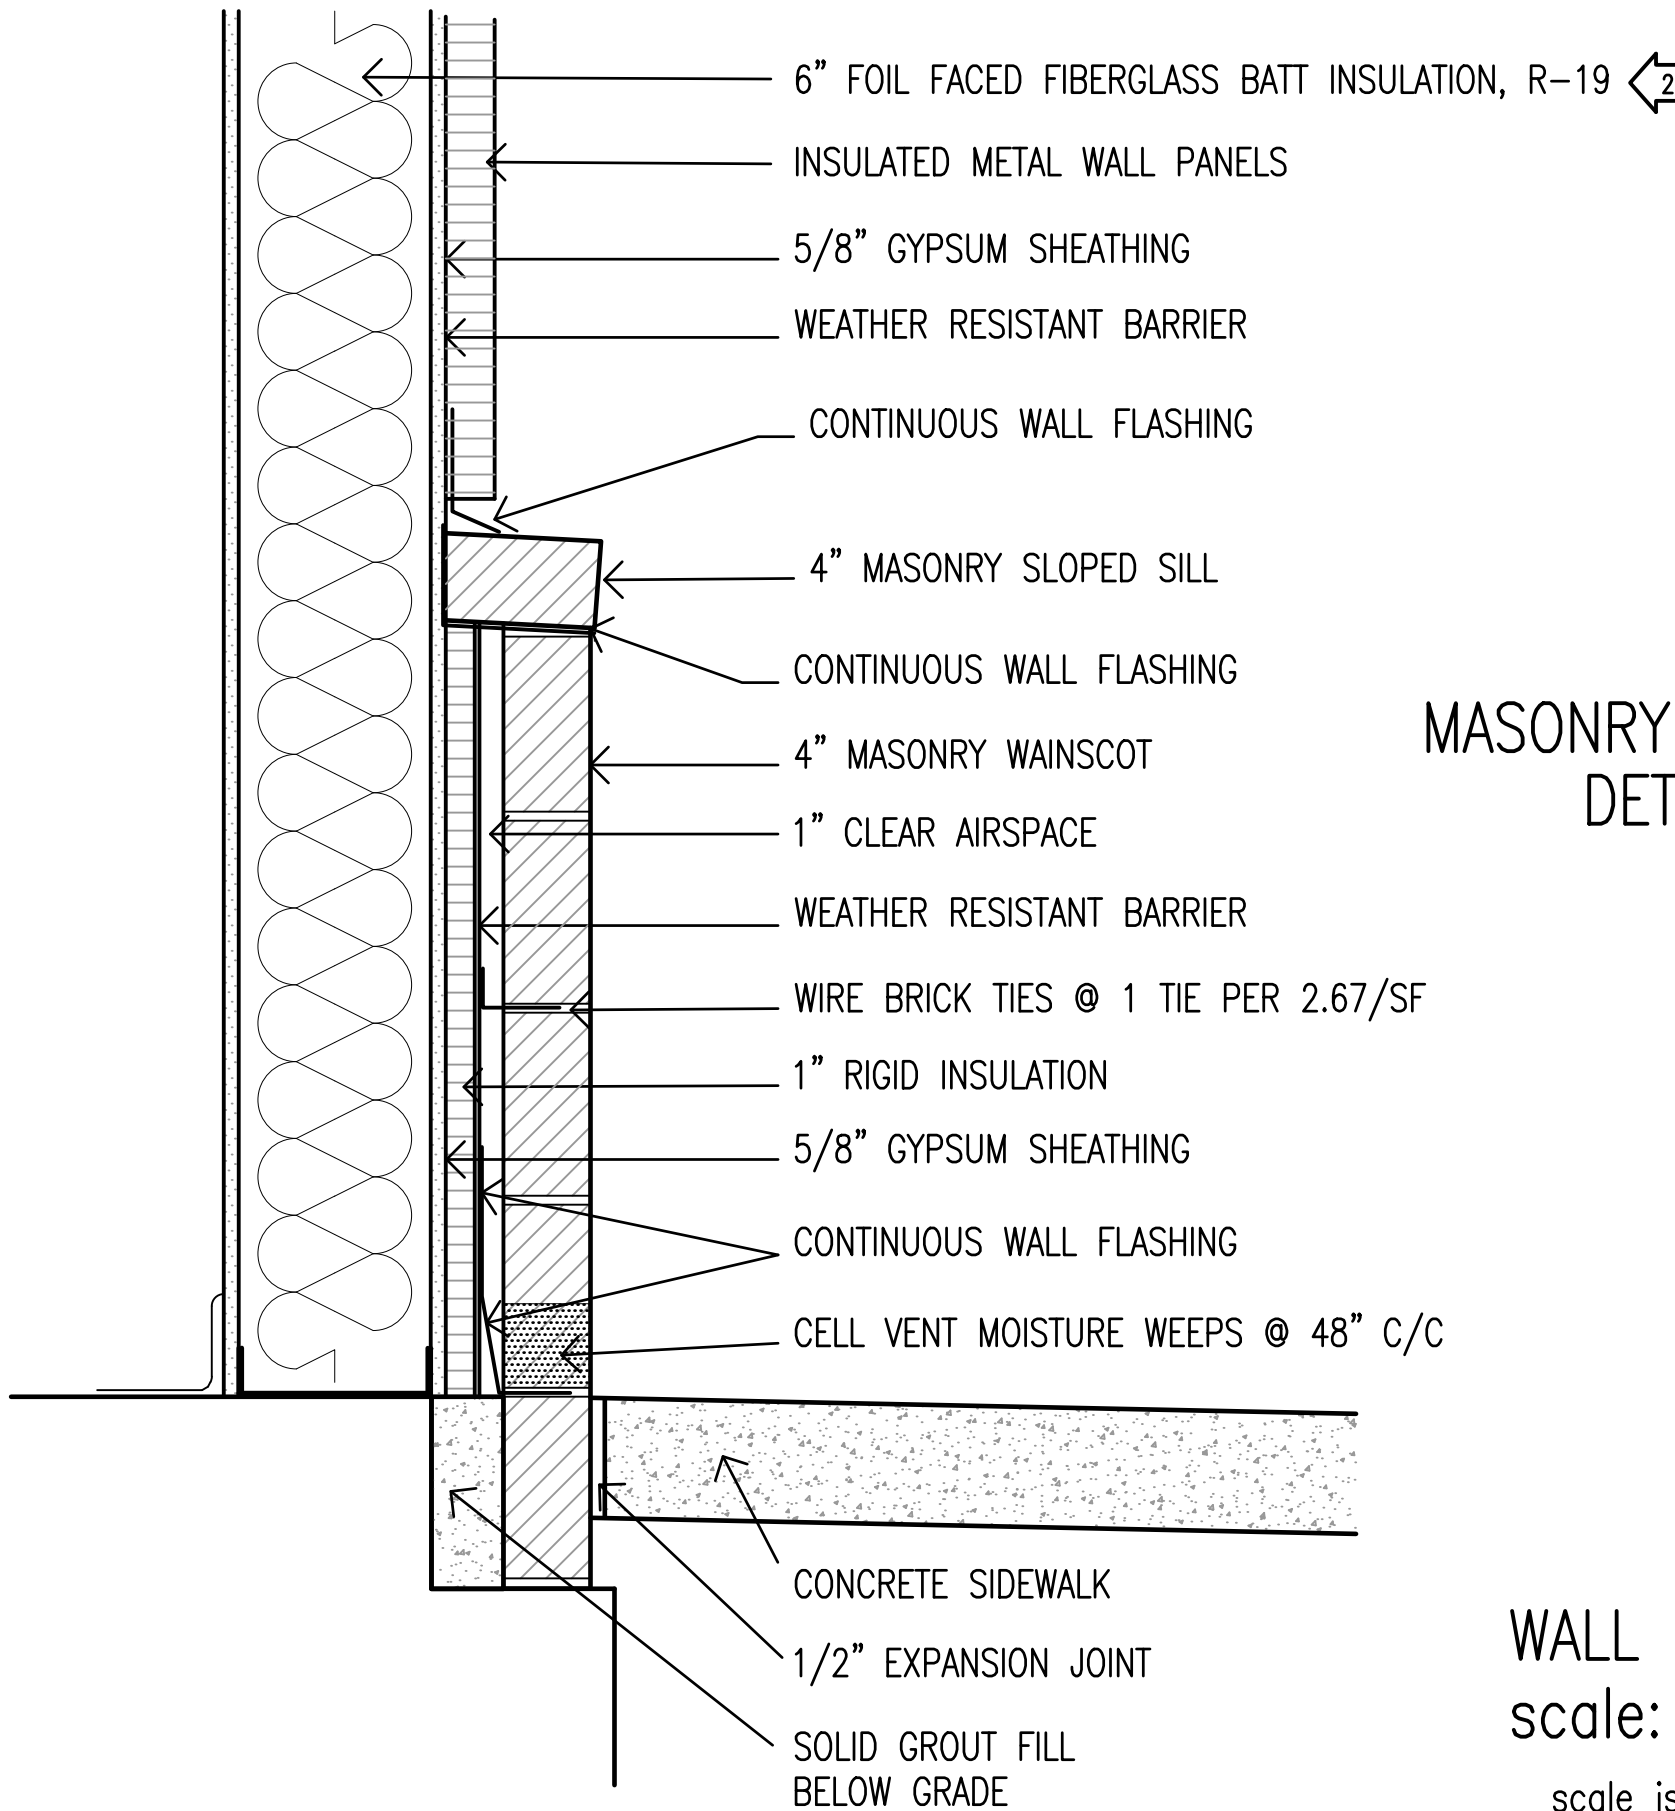 6” FOIL FACED FIBERGLASS BATT INSULATION, R-19 2
INSULATED METAL WALL PANELS
5/8” GYPSUM SHEATHING
WEATHER RESISTANT BARRIER
CONTINUOUS WALL FLASHING
4” MASONRY SLOPED SILL
CONTINUOUS WALL FLASHING
MASONRY
4” MASONRY WAINSCOT
DET
1” CLEAR AIRSPACE
WEATHER RESISTANT BARRIER
WIRE BRICK TIES @ 1 TIE PER 2.67/SF
1” RIGID INSULATION
5/8” GYPSUM SHEATHING
CONTINUOUS WALL FLASHING
CELL VENT MOISTURE WEEPS @ 48” C/C
CONCRETE SIDEWALK
1/2” EXPANSION JOINT
SOLID GROUT FILL
BELOW GRADE
WALL
scale:
scale is